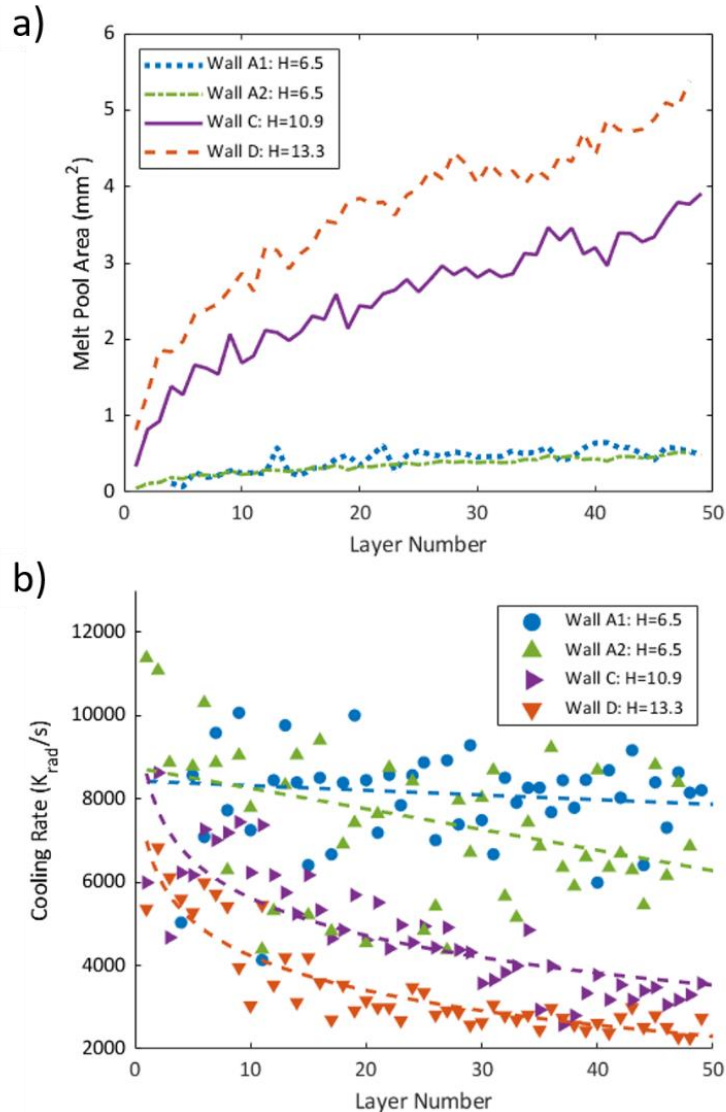 a)
6
5
4
3
2
1
0
Melt Pool Area (mm²)
Wall A1: H=6.5
Wall A2: H=6.5
Wall C: H=10.9
Wall D: H=13.3
0 10 20 30 40 50
Layer Number
b)
12000
10000
8000
6000
4000
2000
Cooling Rate (K_rad/s)
Wall A1: H=6.5
Wall A2: H=6.5
Wall C: H=10.9
Wall D: H=13.3
0 10 20 30 40 50
Layer Number